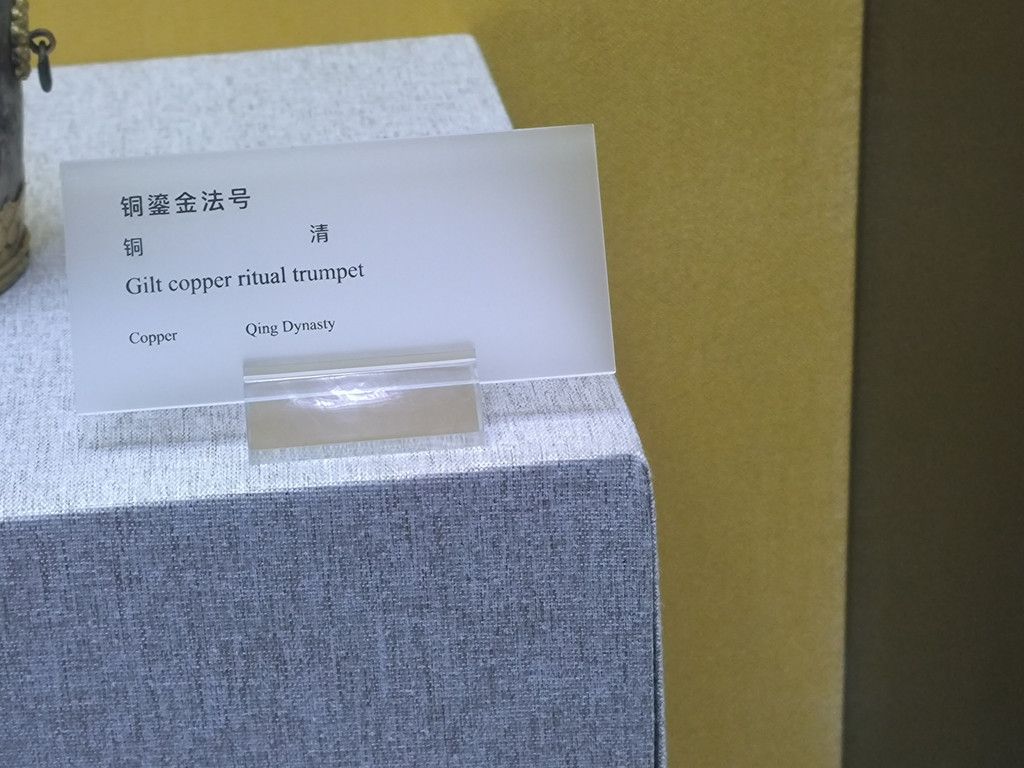 铜鎏金法号
铜 清
Gilt copper ritual trumpet
Copper Qing Dynasty